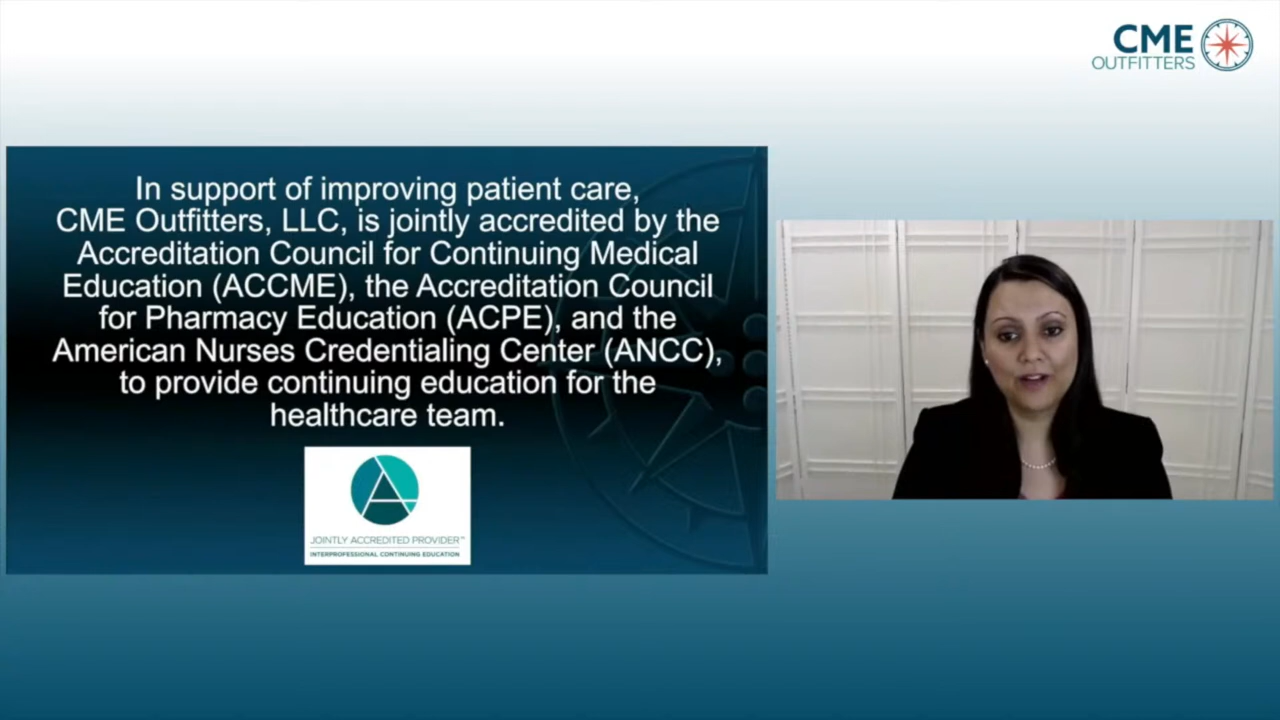 CME
OUTFITTERS
In support of improving patient care,
CME Outfitters, LLC, is jointly accredited by the
Accreditation Council for Continuing Medical
Education (ACCME), the Accreditation Council
for Pharmacy Education (ACPE), and the
American Nurses Credentialing Center (ANCC),
to provide continuing education for the
healthcare team.
JOINTLY ACCREDITED PROVIDER™
INTERPROFESSIONAL CONTINUING EDUCATION